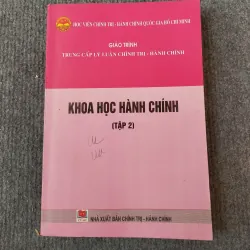 HỌC VIỆN CHÍNH TRỊ - HÀNH CHÍNH QUỐC GIA HỒ CHÍ MINH
GIÁO TRÌNH
TRUNG CẤP LÝ LUẬN CHÍNH TRỊ - HÀNH CHÍNH
KHOA HỌC HÀNH CHÍNH
(TẬP 2)
NHÀ XUẤT BẢN CHÍNH TRỊ - HÀNH CHÍNH